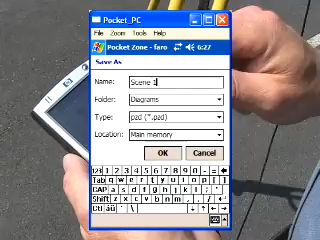 Pocket_PC
File Zoom Tools Help
Pocket Zone - faro 6:27
Save As
Name: Scene 1
Folder: Diagrams
Type: pzd (*.pzd)
Location: Main memory
OK Cancel
123 1 2 3 4 5 6 7 8 9 0 - =
Tab q w e r t y u i o p [ ]
CAP a s d f g h j k l ; '
Shift z x c v b n m , . /
Ctl áü ` \
hp